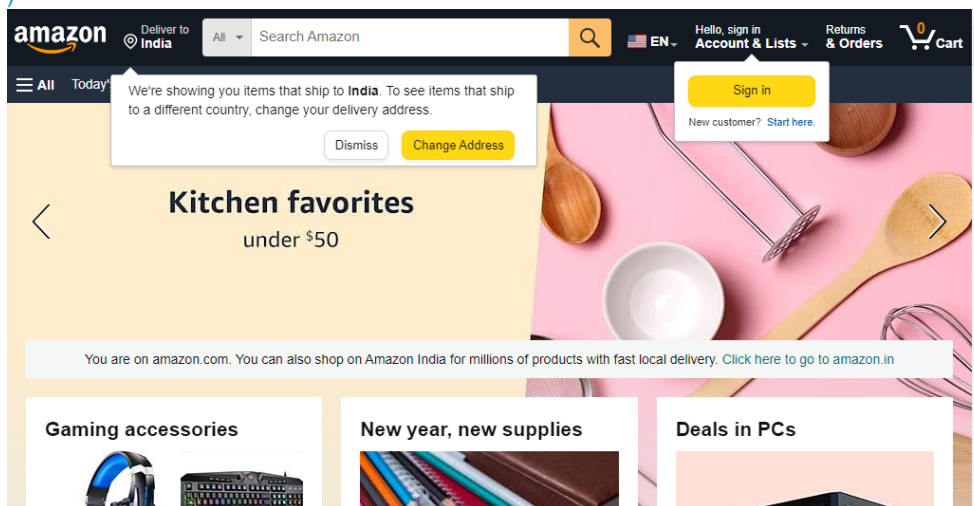 )
amazon
Deliver to
India
All
Search Amazon
EN
Hello, sign in
Account & Lists
Returns
& Orders
0
Cart
All
Today'
We're showing you items that ship to India. To see items that ship
to a different country, change your delivery address.
Dismiss
Change Address
Sign in
New customer? Start here.
Kitchen favorites
under $50
You are on amazon.com. You can also shop on Amazon India for millions of products with fast local delivery. Click here to go to amazon.in
Gaming accessories
New year, new supplies
Deals in PCs